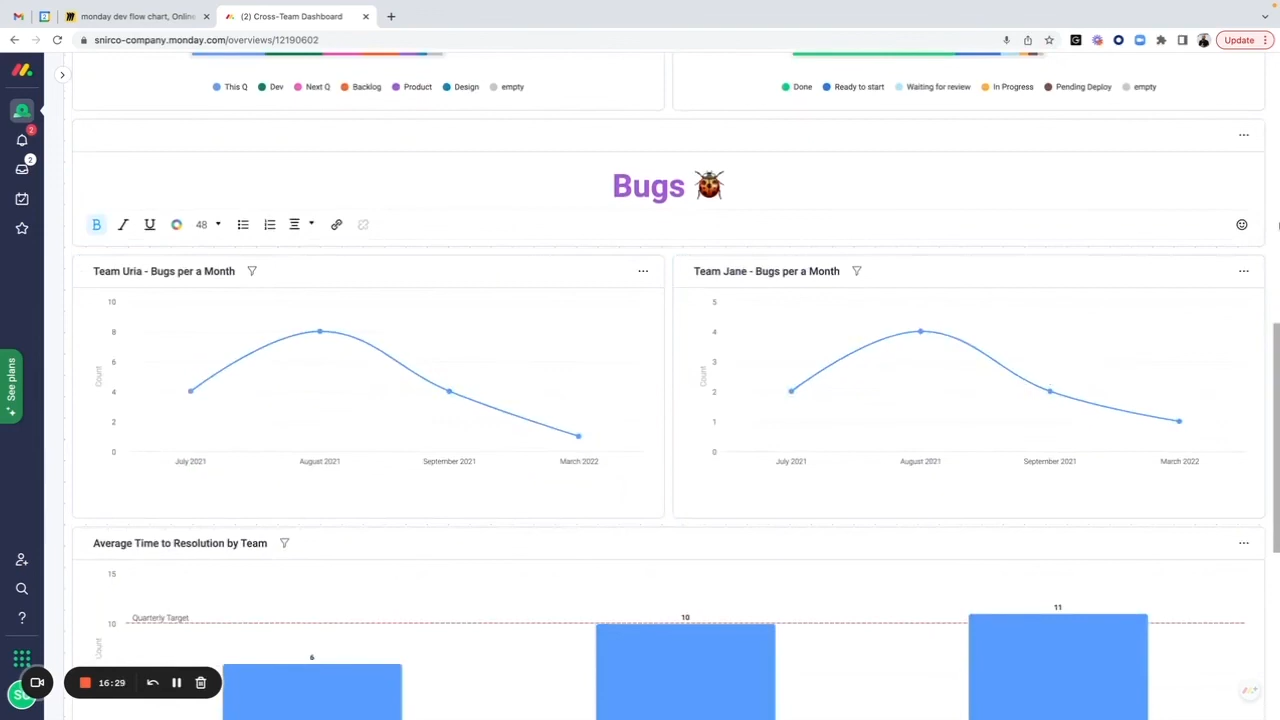 monday dev flow chart, Online
(2) Cross-Team Dashboard
snirco-company.monday.com/overviews/12190602
Update
This Q
Dev
Next Q
Backlog
Product
Design
empty
Done
Ready to start
Waiting for review
In Progress
Pending Deploy
empty
Bugs
B I U 48
Team Uria - Bugs per a Month
10
8
6
4
2
0
Count
July 2021
August 2021
September 2021
March 2022
Team Jane - Bugs per a Month
5
4
3
2
1
0
Count
July 2021
August 2021
September 2021
March 2022
Average Time to Resolution by Team
15
10
Count
Quarterly Target
6
10
11
See plans
2
2
16:29